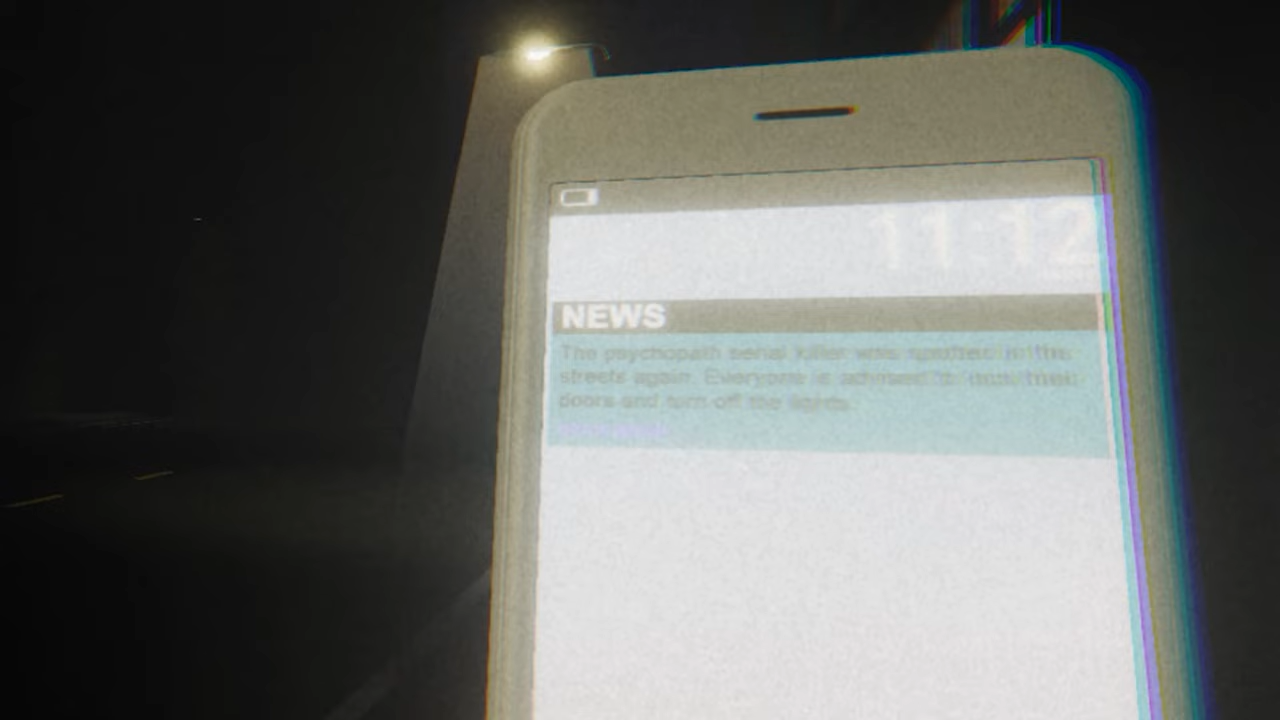 11:12
NEWS
The psychopath serial killer was spotted in the
streets again. Everyone is advised to lock their
doors and turn off the lights.